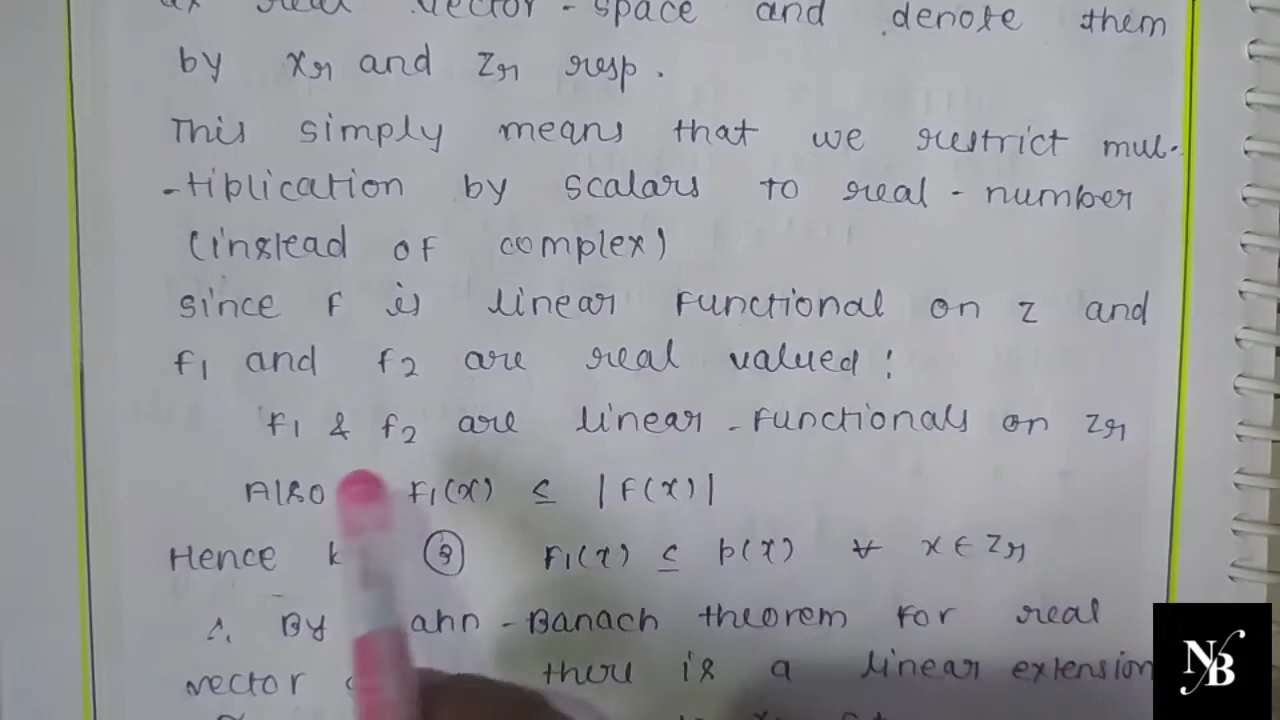 real vector - space and denote them
by Xr and Zr resp.
This simply means that we restrict mul-
-tiplication by scalars to real - number
(instead of complex)
since f is linear functional on Z and
f1 and f2 are real valued:
f1 & f2 are linear - functionals on Zr
Also f1(x) ≤ |f(x)|
Hence ③ f1(x) ≤ p(x) ∀ x ∈ Zr
∴ By ahn - Banach theorem for real
vector there is a linear extension
NB